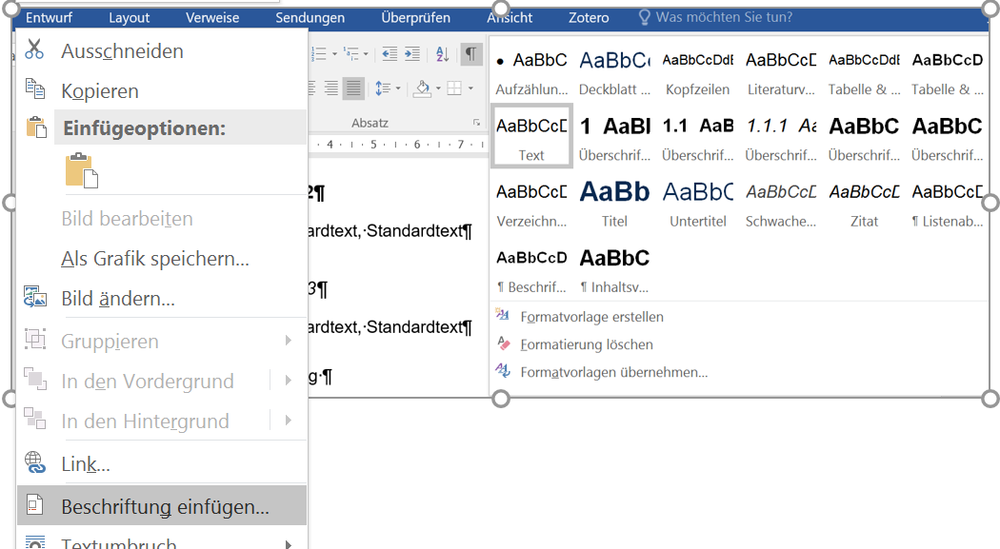 Entwurf Layout Verweise Sendungen Überprüfen Ansicht Zotero Was möchten Sie tun?
Ausschneiden
Kopieren
Einfügeoptionen:
Bild bearbeiten
Als Grafik speichern...
Bild ändern...
Gruppieren
In den Vordergrund
In den Hintergrund
Link...
Beschriftung einfügen...
Textumbruch
Absatz
4 5 6 7
2¶
ardtext,·Standardtext¶
3¶
ardtext,·Standardtext¶
g·¶
• AaBbC AaBbC AaBbCcDdE AaBbCcD AaBbCcDdE AaBbCcD
Aufzählun... Deckblatt ... Kopfzeilen Literaturv... Tabelle & ... Tabelle & ...
AaBbCcD 1 AaBl 1.1 AaB 1.1.1 Aa AaBbC AaBbC
Text Überschrif... Überschrif... Überschrif... Überschrif... Überschrif...
AaBbCcD AaBb AaBbC AaBbCcD AaBbCcD AaBbCcD
Verzeichn... Titel Untertitel Schwache... Zitat ¶ Listenab...
AaBbCcD AaBbC
¶ Beschrif... ¶ Inhaltsv...
Formatvorlage erstellen
Formatierung löschen
Formatvorlagen übernehmen...